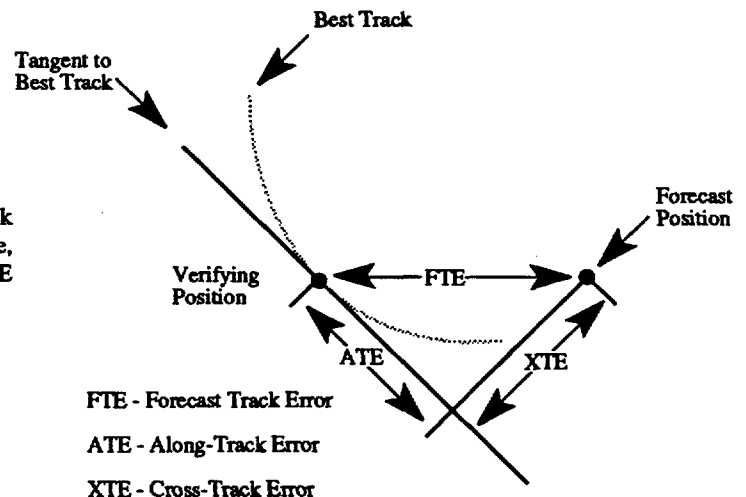 Best Track
Tangent to
Best Track
Forecast
Position
k
e,
E
Verifying
Position
FTE
ATE
XTE
FTE - Forecast Track Error
ATE - Along-Track Error
XTE - Cross-Track Error